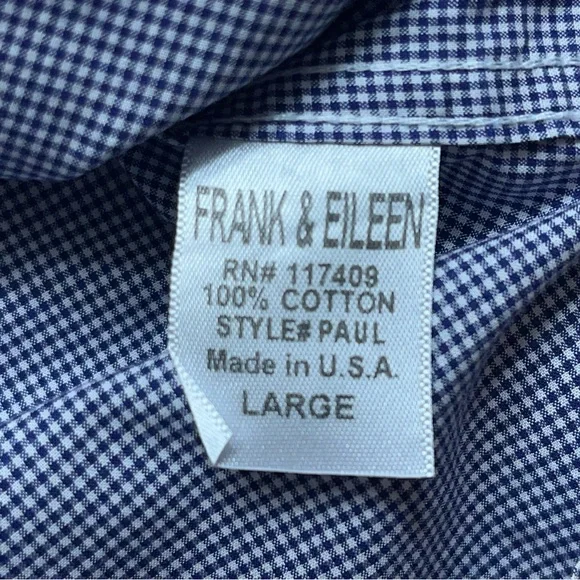 FRANK & EILEEN
RN# 117409
100% COTTON
STYLE# PAUL
Made in U.S.A.
LARGE